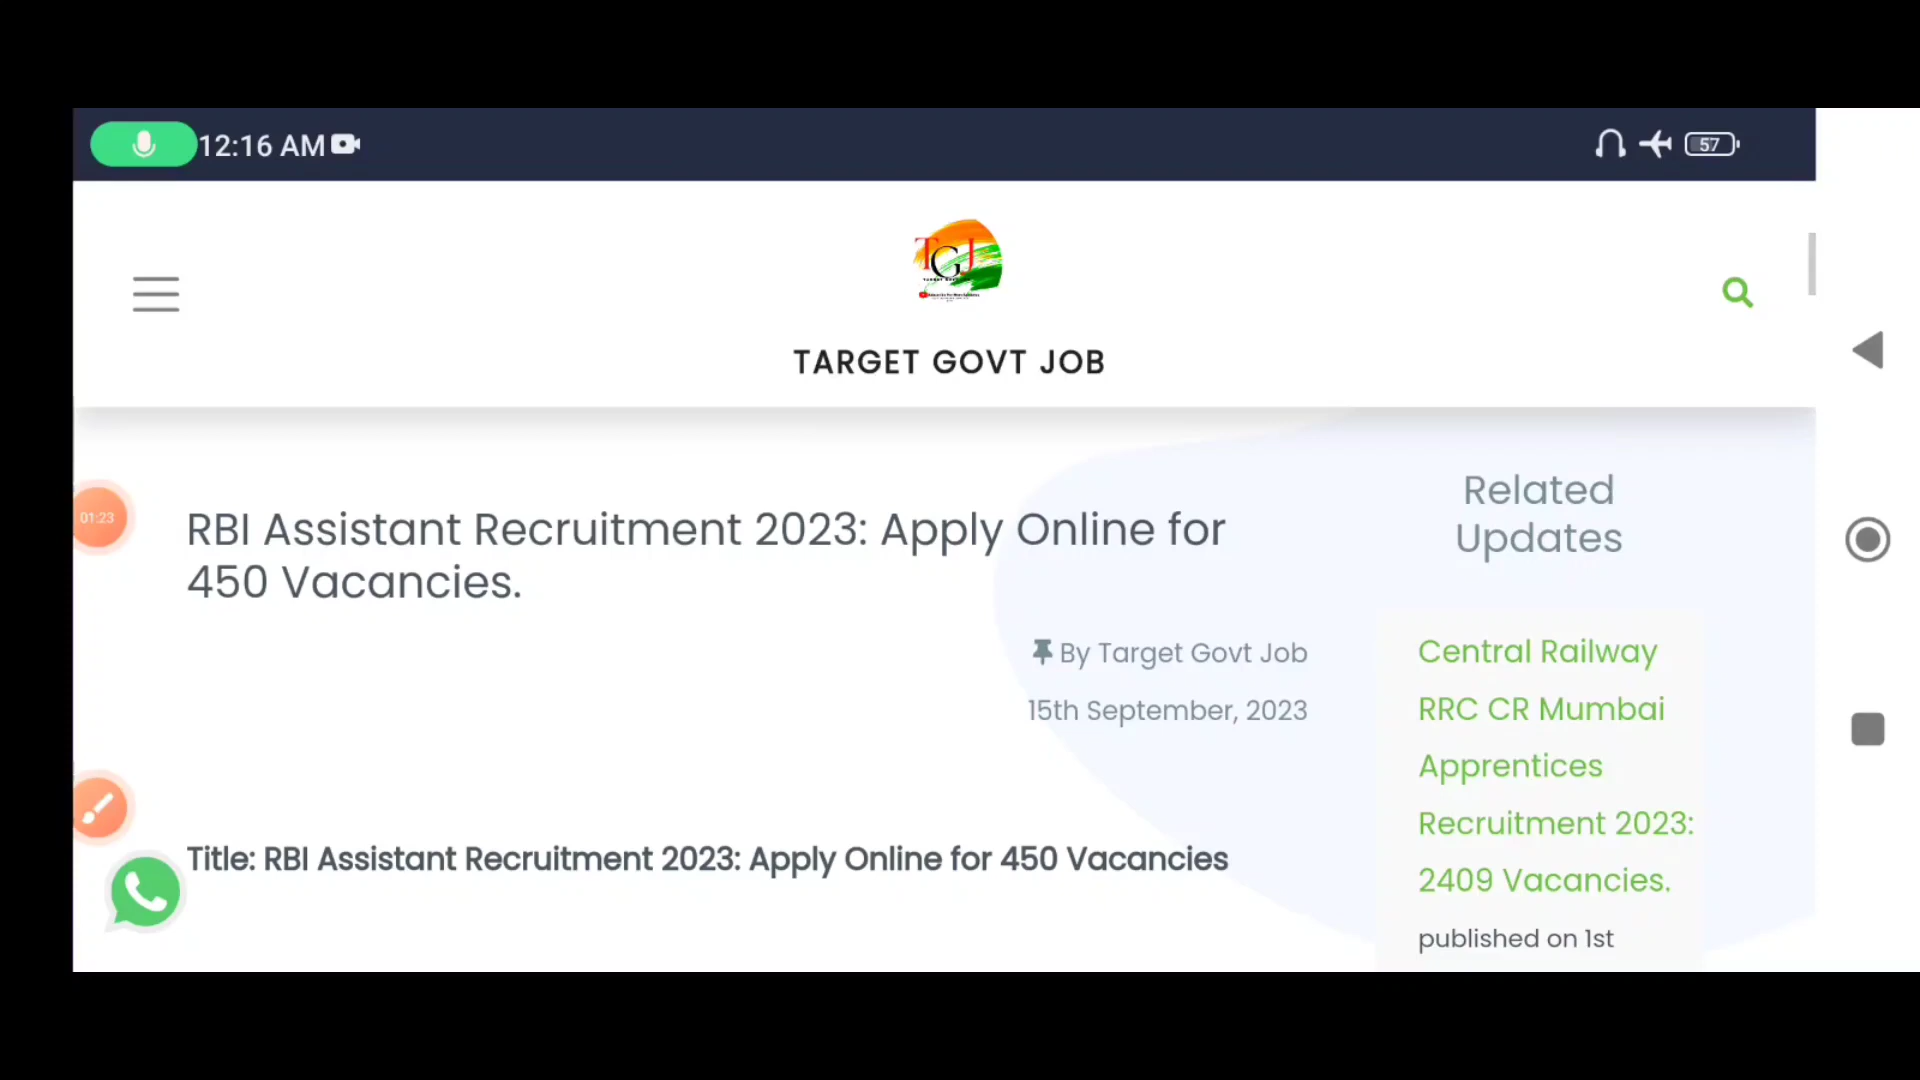 12:16 AM
57
TGJ
TARGET GOVT JOB
RBI Assistant Recruitment 2023: Apply Online for
450 Vacancies.
By Target Govt Job
15th September, 2023
Title: RBI Assistant Recruitment 2023: Apply Online for 450 Vacancies
01:23
Related
Updates
Central Railway
RRC CR Mumbai
Apprentices
Recruitment 2023:
2409 Vacancies.
published on 1st